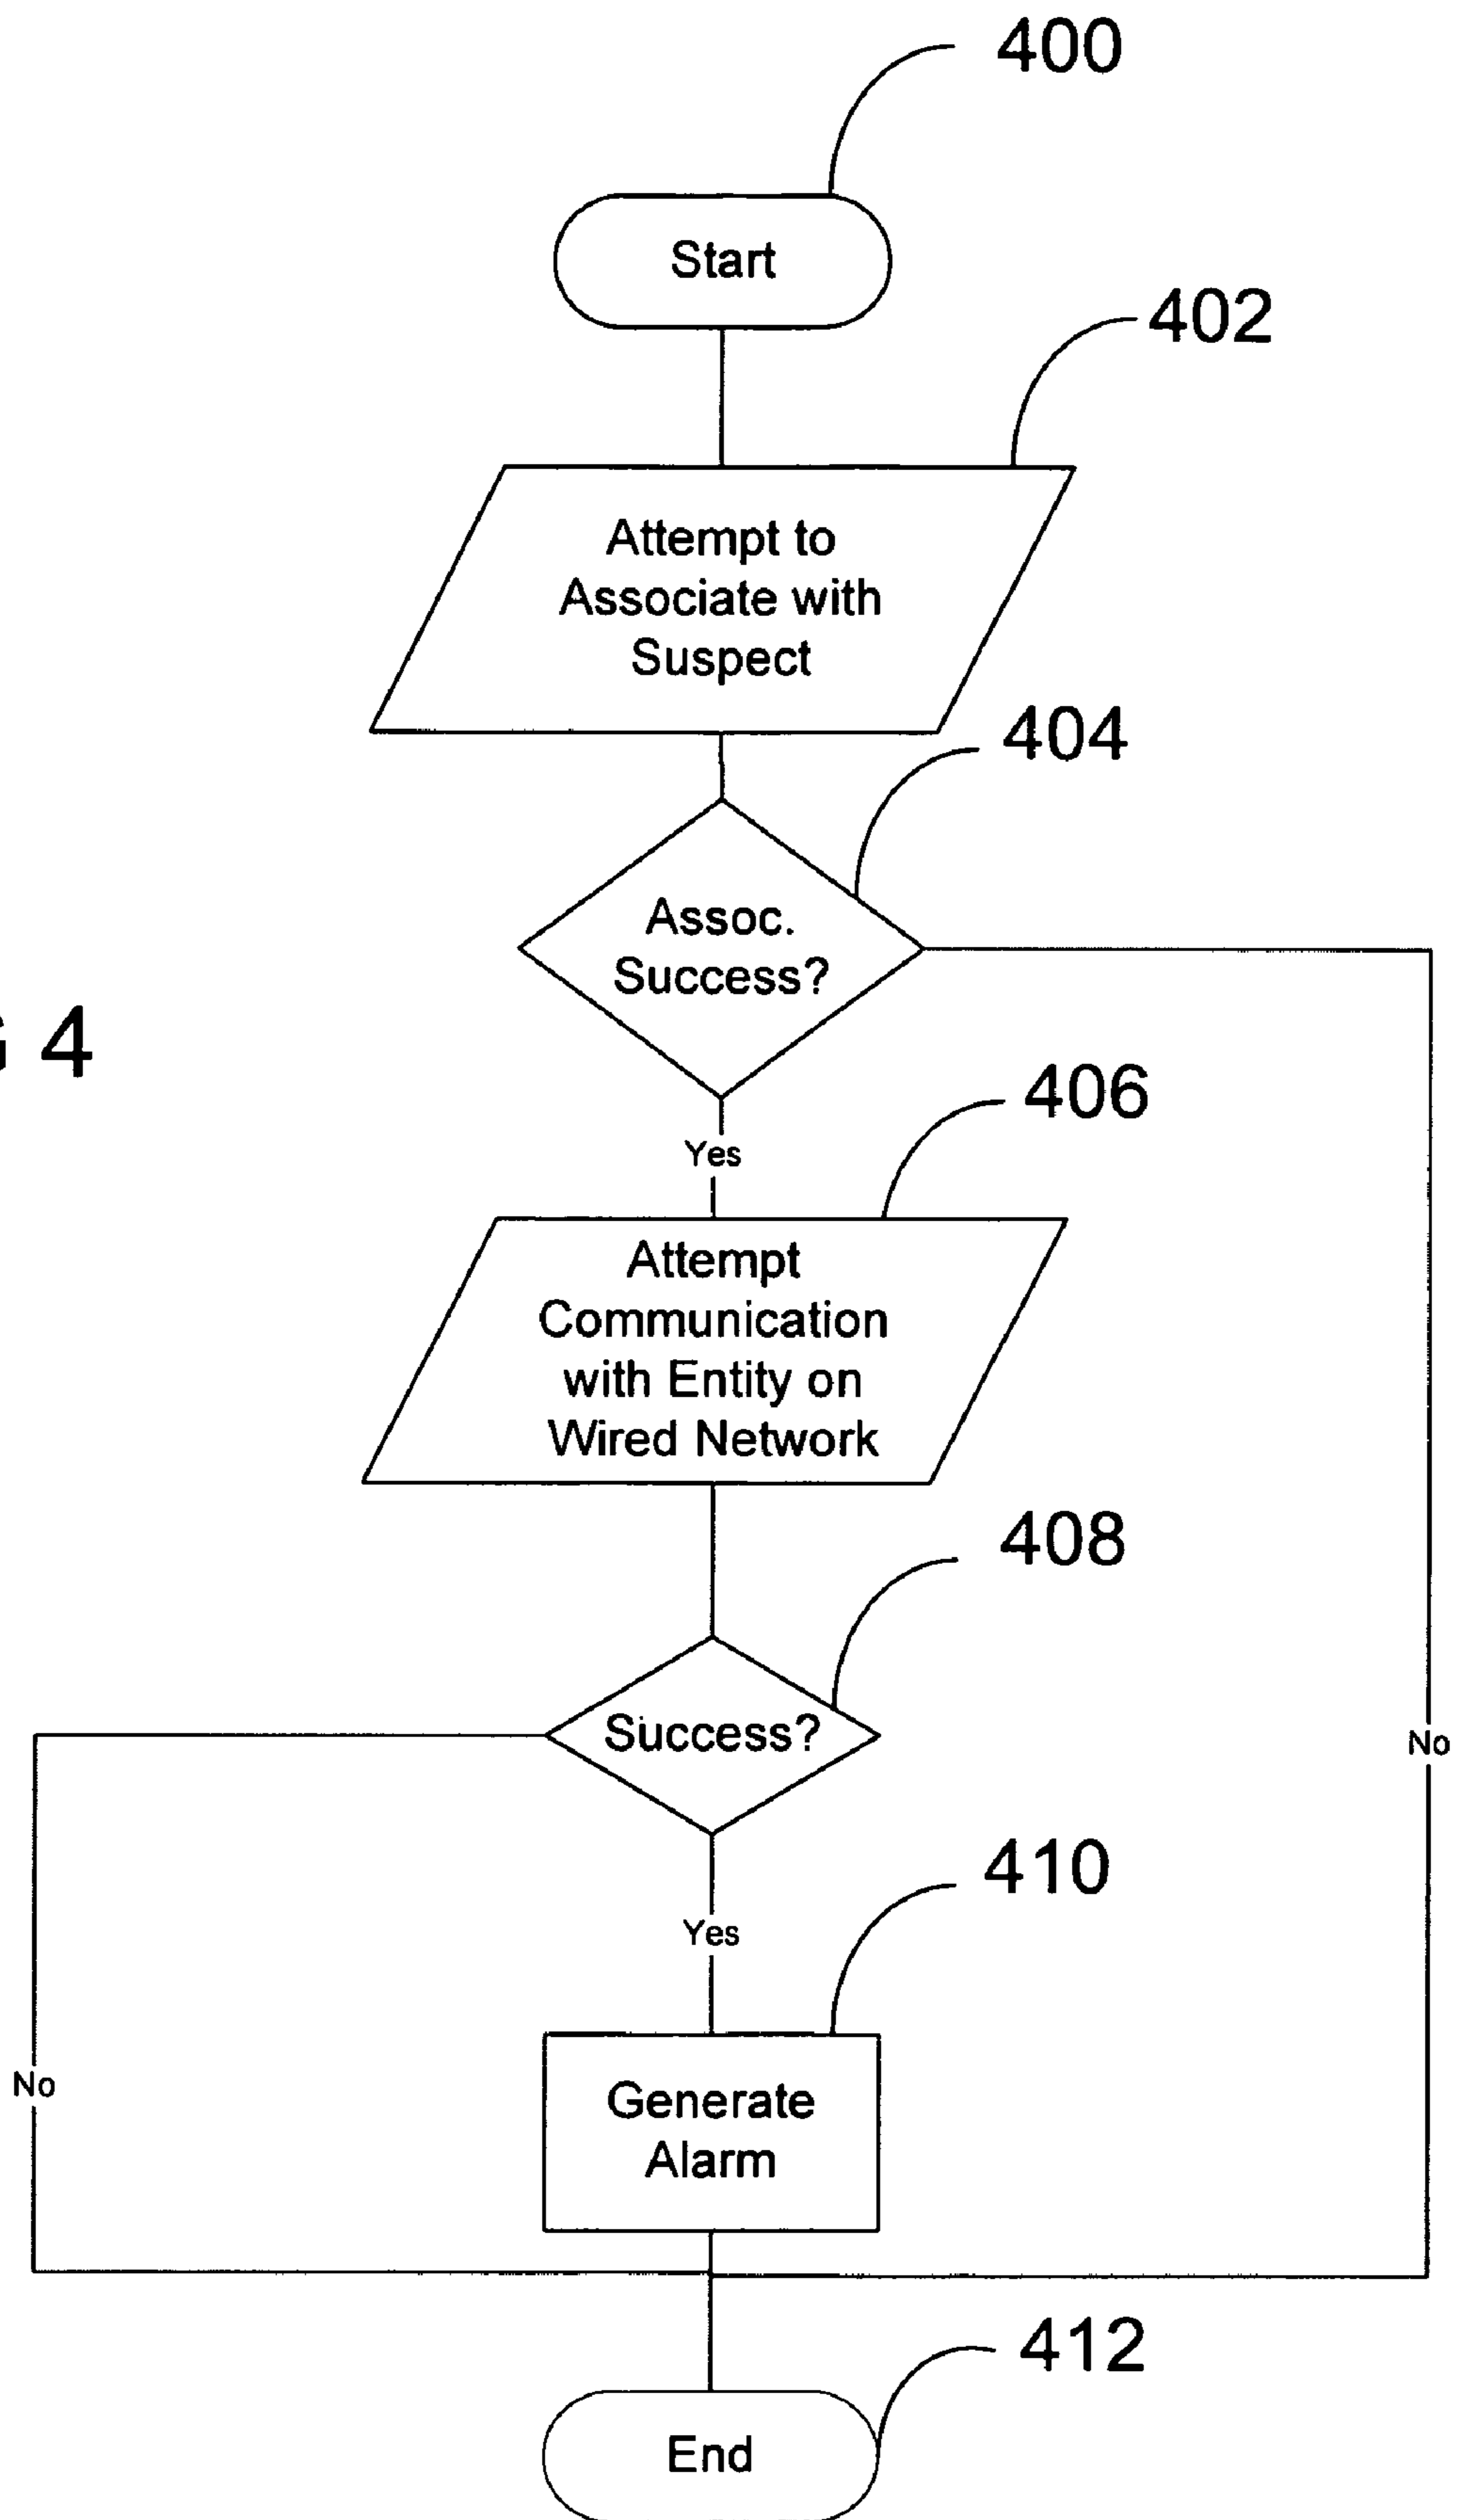 400
Start
402
Attempt to
Associate with
Suspect
404
Assoc.
Success?
4
406
Yes
Attempt
Communication
with Entity on
Wired Network
408
Success?
No
410
Yes
No
Generate
Alarm
412
End